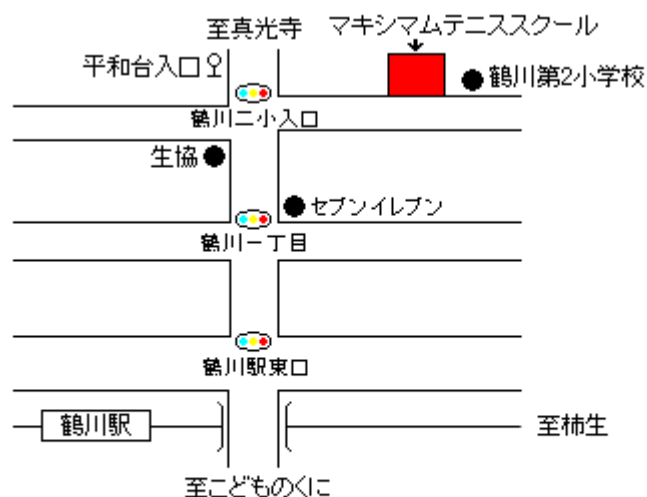 至真光寺
マキシマムテニススクール
平和台入口
鶴川第2小学校
鶴川二小入口
生協
セブンイレブン
鶴川一丁目
鶴川駅東口
鶴川駅
至柿生
至こどものくに